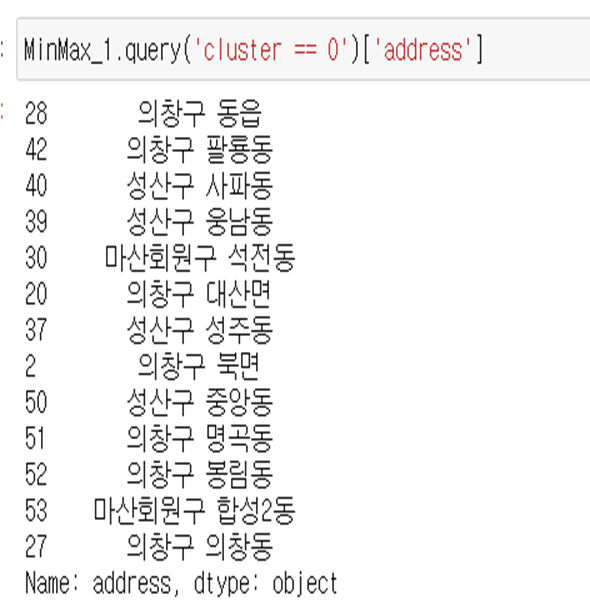 MinMax_1.query('cluster == 0')['address']
28 의창구 동읍
42 의창구 팔룡동
40 성산구 사파동
39 성산구 웅남동
30 마산회원구 석전동
20 의창구 대산면
37 성산구 성주동
2 의창구 북면
50 성산구 중앙동
51 의창구 명곡동
52 의창구 봉림동
53 마산회원구 합성2동
27 의창구 의창동
Name: address, dtype: object